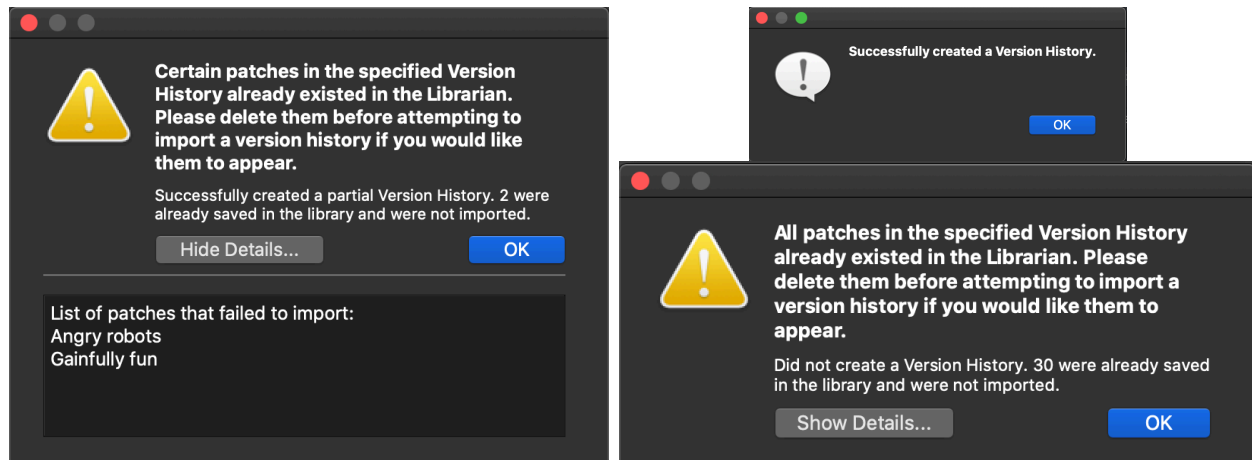 Certain patches in the specified Version
History already existed in the Librarian.
Please delete them before attempting to
import a version history if you would like
them to appear.
Successfully created a partial Version History. 2 were
already saved in the library and were not imported.
Hide Details...
OK
List of patches that failed to import:
Angry robots
Gainfully fun
Successfully created a Version History.
OK
All patches in the specified Version History
already existed in the Librarian. Please
delete them before attempting to import a
version history if you would like them to
appear.
Did not create a Version History. 30 were already saved
in the library and were not imported.
Show Details...
OK